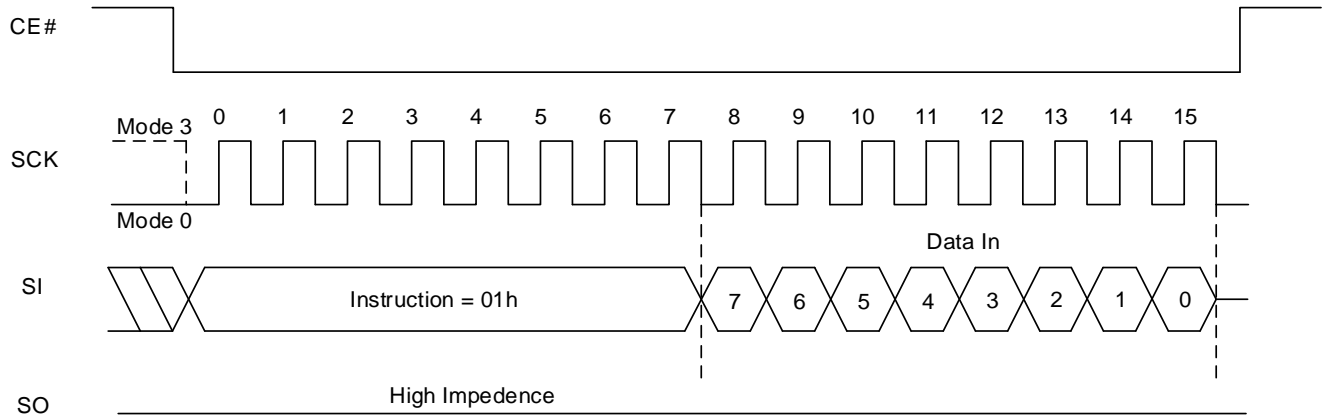 CE#
SCK
Mode 3
0 1 2 3 4 5 6 7 8 9 10 11 12 13 14 15
Mode 0
Data In
SI
Instruction = 01h
7 6 5 4 3 2 1 0
SO
High Impedence